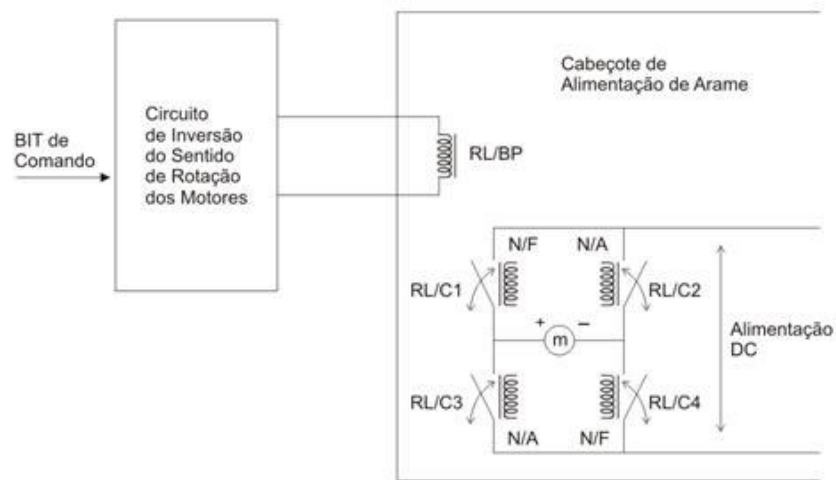 Cabeçote de
Alimentação de Arame
Circuito
de Inversão
do Sentido
de Rotação
dos Motores
BIT de
Comando
RL/BP
N/F N/A
RL/C1
RL/C2
+ −
m
Alimentação
DC
RL/C3
RL/C4
N/A N/F